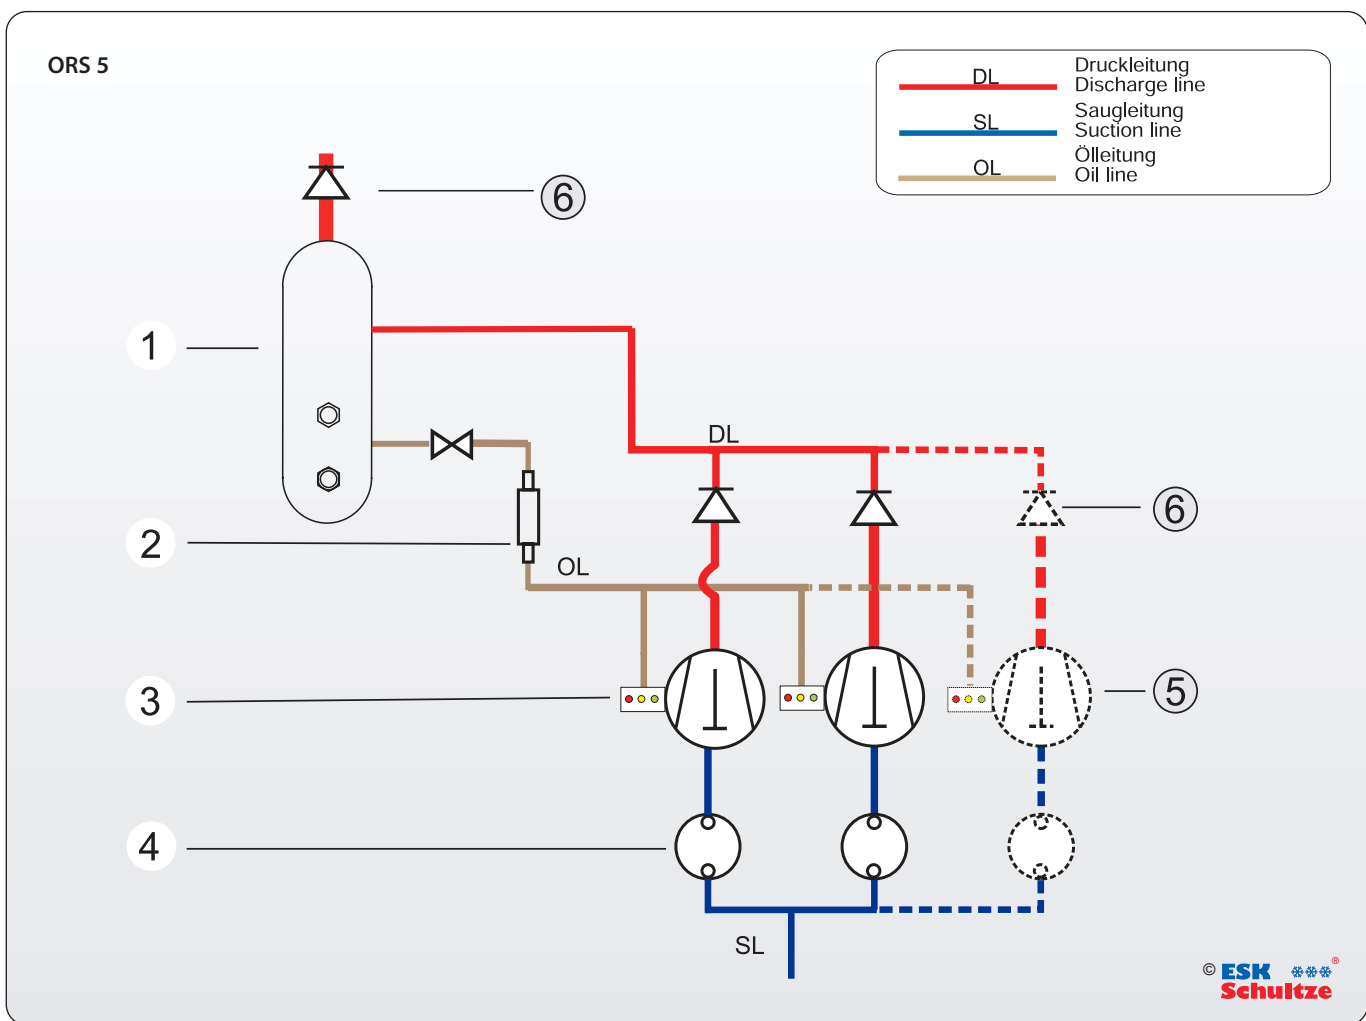 ORS 5
DL
Druckleitung
Discharge line
SL
Saugleitung
Suction line
OL
Ölleitung
Oil line
6
1
DL
6
2
OL
3
5
4
SL
© ESK ®
Schultze